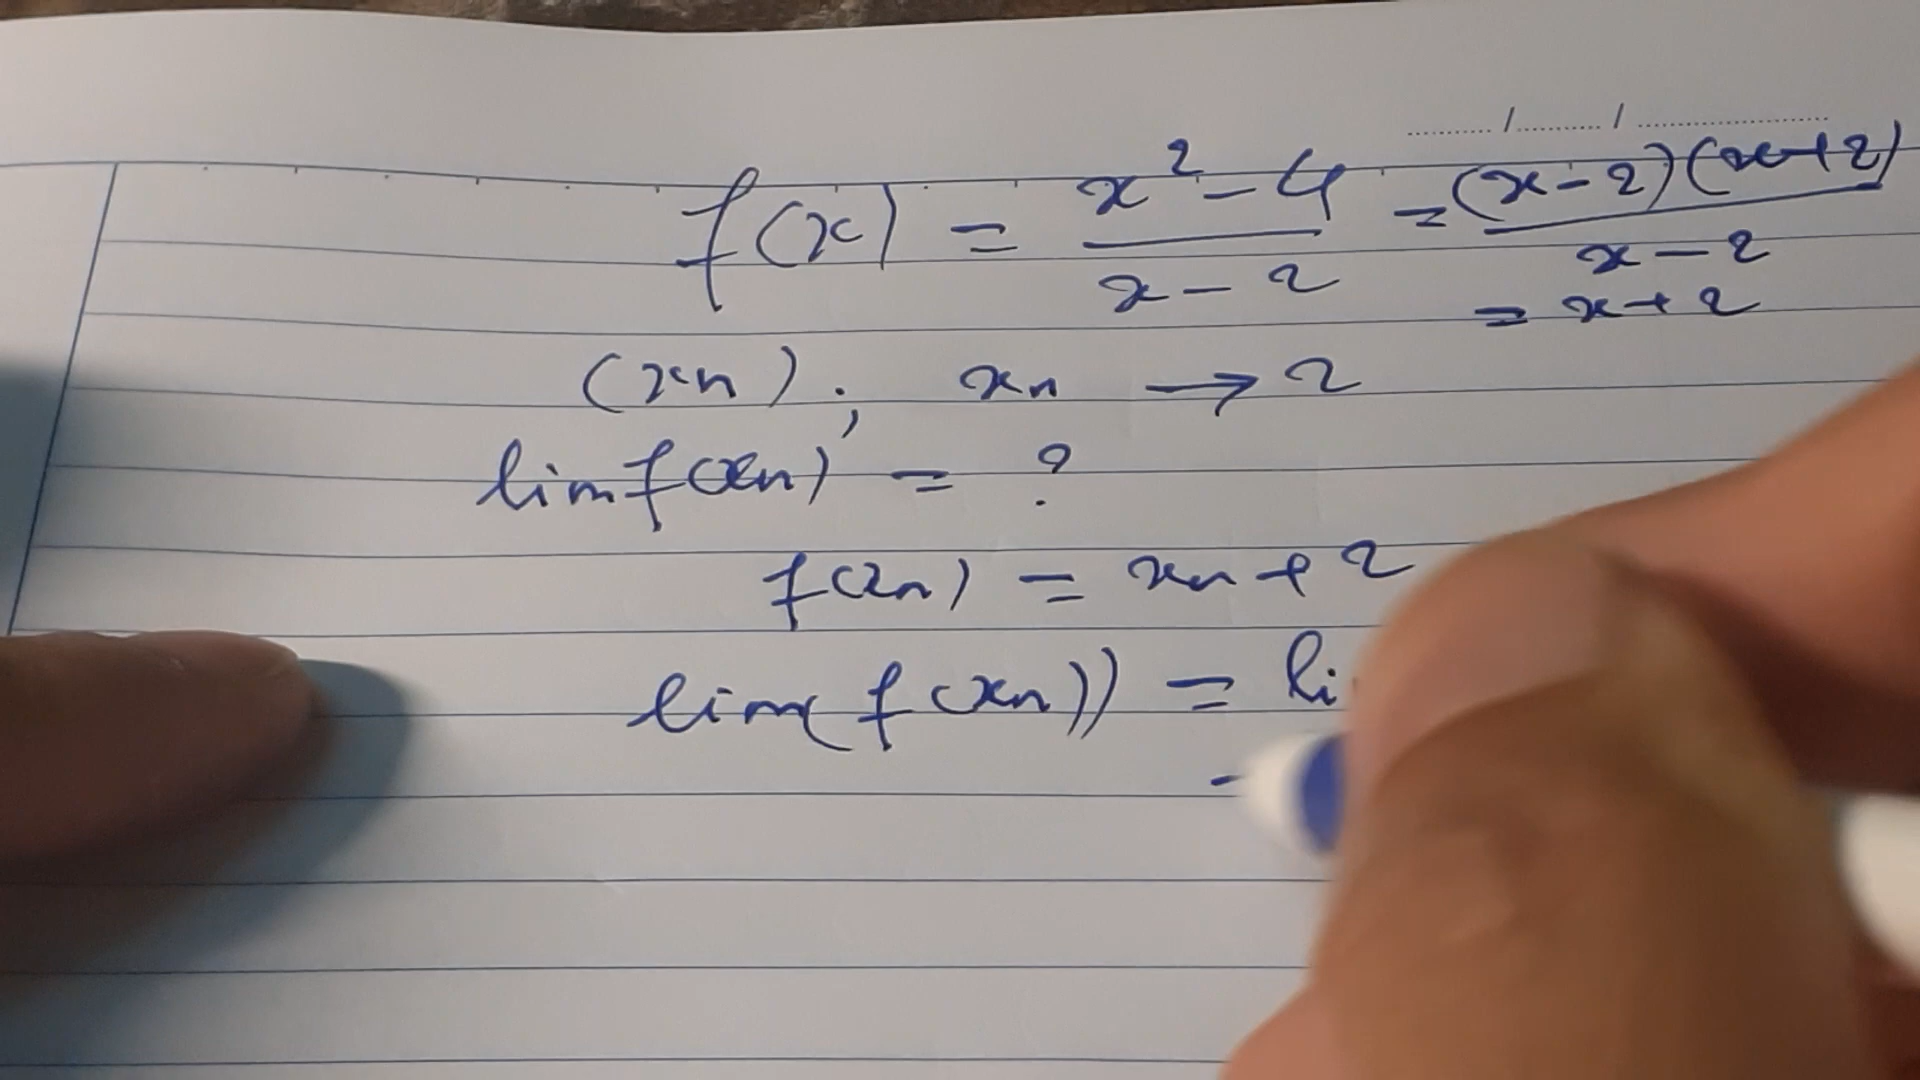 f(x) = x² - 4 / x - 2 = (x - 2)(x + 2) / x - 2
= x + 2
(xn) ; xn → 2
lim f(xn) = ?
f(xn) = xn + 2
lim(f(xn)) = li